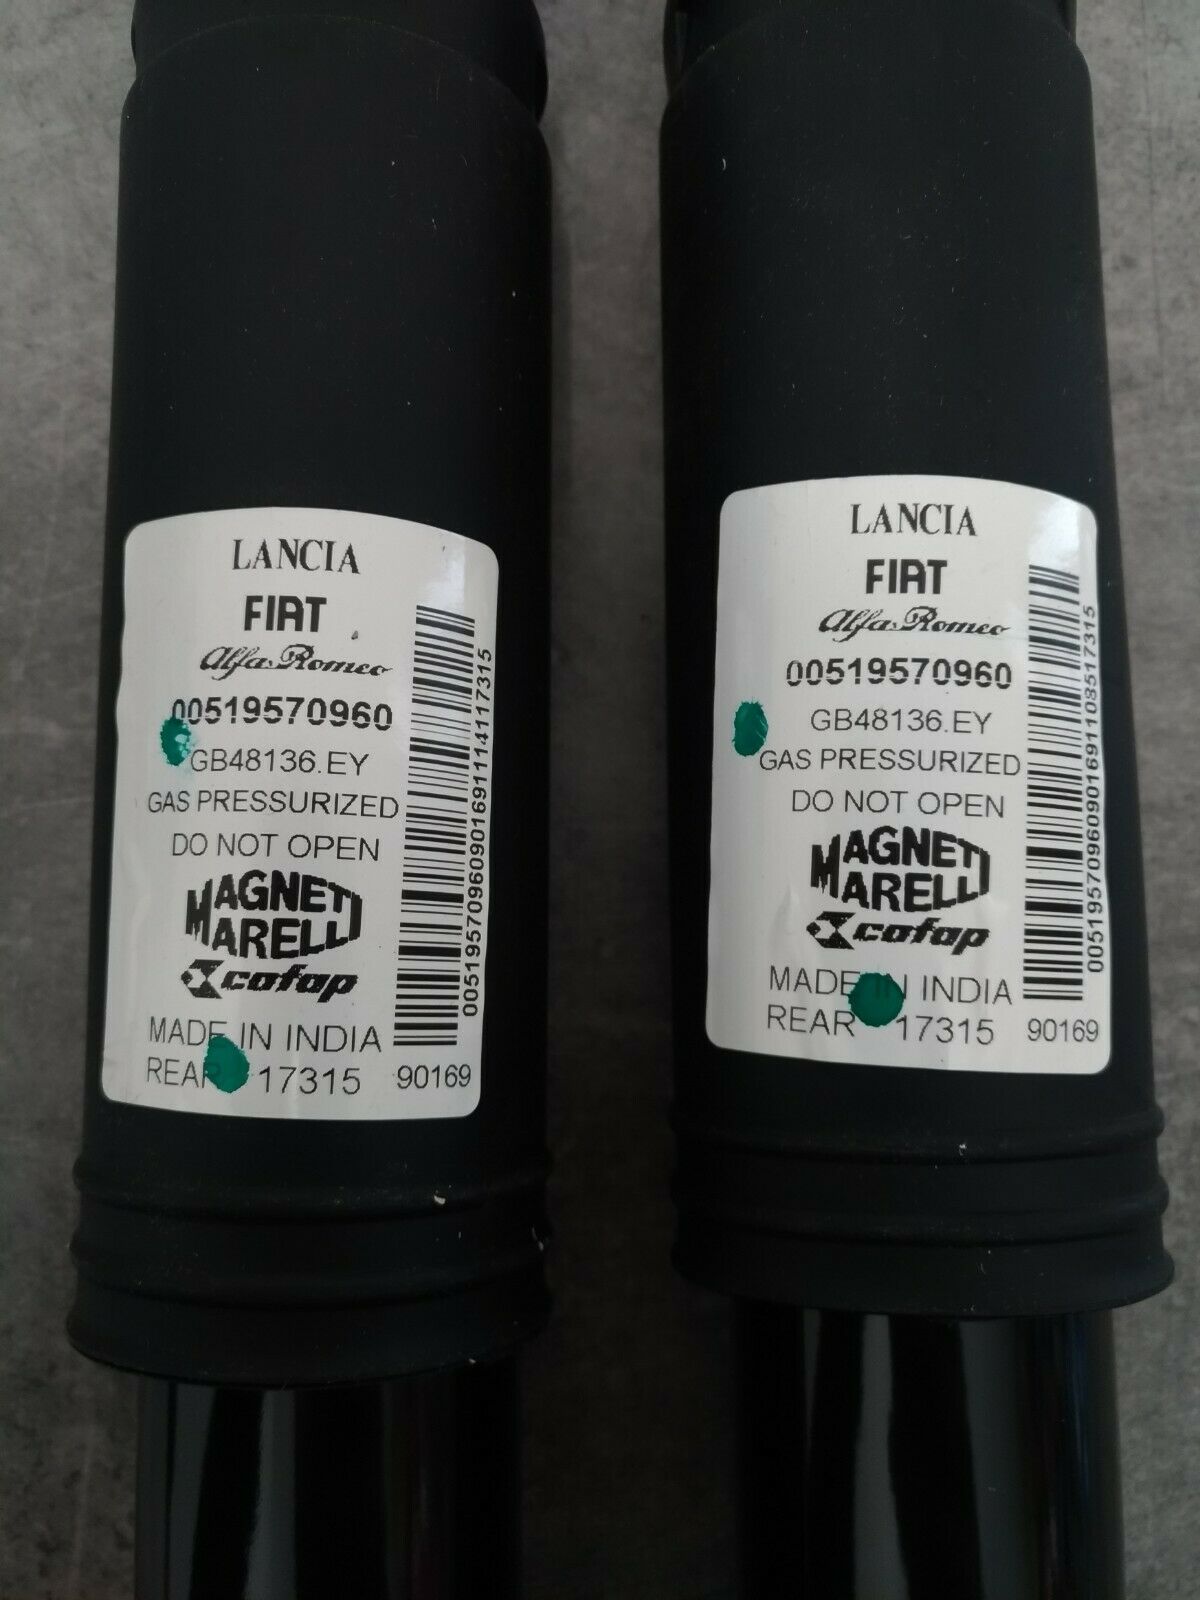 LANCIA
FIAT
Alfa Romeo
00519570960
GB48136.EY
GAS PRESSURIZED
DO NOT OPEN
MAGNETI
MARELLI
cofap
MADE IN INDIA
REAR 17315
90169
005195709609016911141​17315
LANCIA
FIAT
Alfa Romeo
00519570960
GB48136.EY
GAS PRESSURIZED
DO NOT OPEN
MAGNETI
MARELLI
cofap
MADE IN INDIA
REAR 17315
90169
00519570960901691108517315